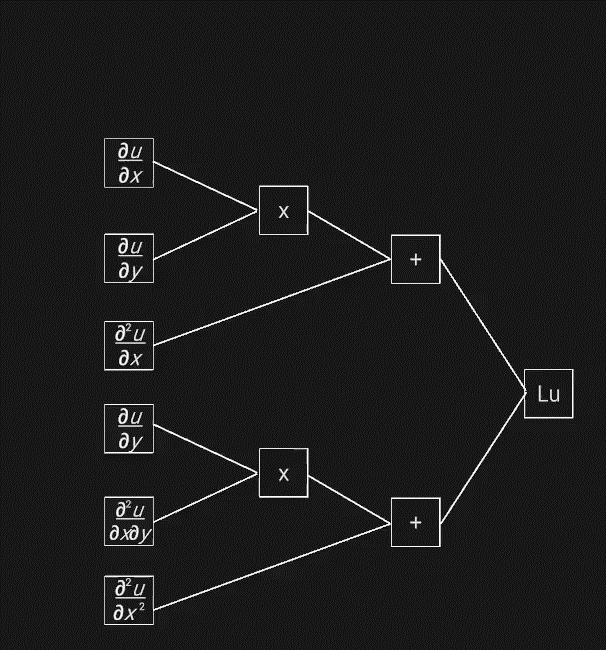 ∂u/∂x
x
∂u/∂y
+
∂²u/∂x
Lu
∂u/∂y
x
∂²u/∂x∂y
+
∂²u/∂x²